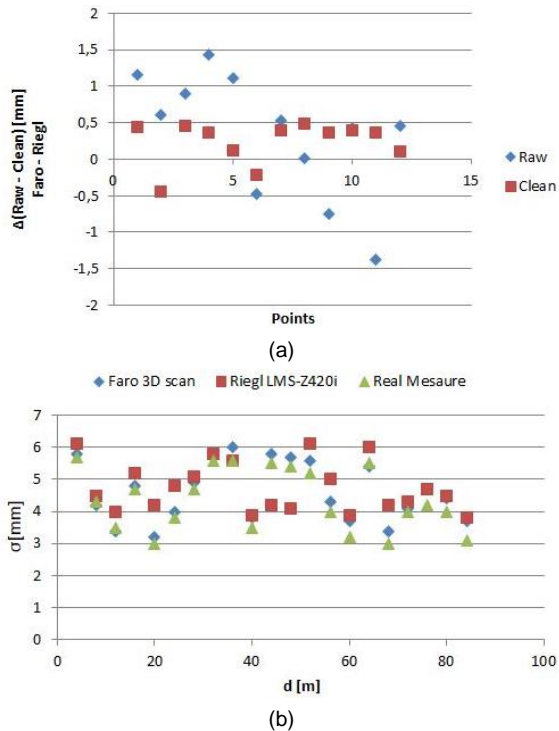 2
1,5
1
0,5
0
-0,5
-1
-1,5
-2
0 5 10 15
Δ(Raw - Clean) [mm]
Faro - Riegl
Points
Raw
Clean
(a)
Faro 3D scan Riegl LMS-Z420i Real Mesaure
7
6
5
4
3
2
1
0
σ[mm]
0 20 40 60 80 100
d [m]
(b)